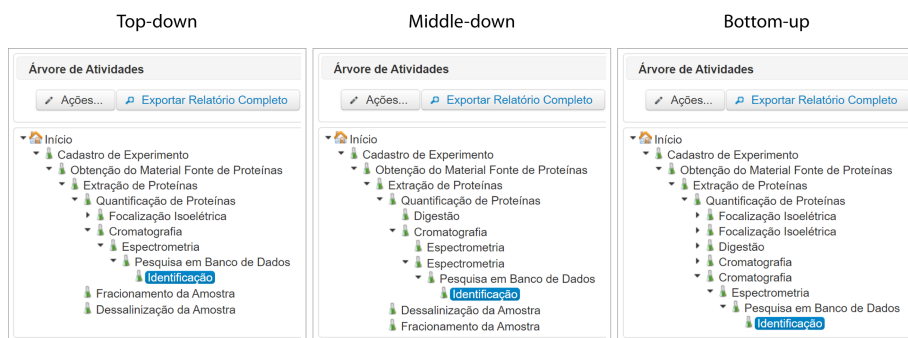 Top-down
Árvore de Atividades
Ações...
Exportar Relatório Completo
Início
Cadastro de Experimento
Obtenção do Material Fonte de Proteínas
Extração de Proteínas
Quantificação de Proteínas
Focalização Isoelétrica
Cromatografia
Espectrometria
Pesquisa em Banco de Dados
Identificação
Fracionamento da Amostra
Dessalinização da Amostra
Middle-down
Árvore de Atividades
Ações...
Exportar Relatório Completo
Início
Cadastro de Experimento
Obtenção do Material Fonte de Proteínas
Extração de Proteínas
Quantificação de Proteínas
Digestão
Cromatografia
Espectrometria
Espectrometria
Pesquisa em Banco de Dados
Identificação
Dessalinização da Amostra
Fracionamento da Amostra
Bottom-up
Árvore de Atividades
Ações...
Exportar Relatório Completo
Início
Cadastro de Experimento
Obtenção do Material Fonte de Proteínas
Extração de Proteínas
Quantificação de Proteínas
Focalização Isoelétrica
Focalização Isoelétrica
Digestão
Cromatografia
Cromatografia
Espectrometria
Pesquisa em Banco de Dados
Identificação